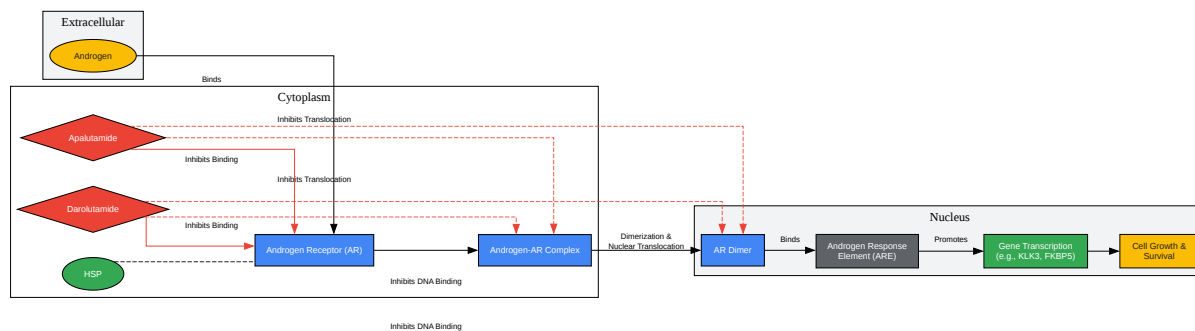 Extracellular
Androgen
Binds
Cytoplasm
Inhibits Translocation
Apalutamide
Inhibits Binding
Inhibits Translocation
Darolutamide
Inhibits Binding
Nucleus
Androgen Receptor (AR)
Androgen-AR Complex
Dimerization &
Nuclear Translocation
AR Dimer
Binds
Androgen Response
Element (ARE)
Promotes
Gene Transcription
(e.g., KLK3, FKBP5)
Cell Growth &
Survival
HSP
Inhibits DNA Binding
Inhibits DNA Binding